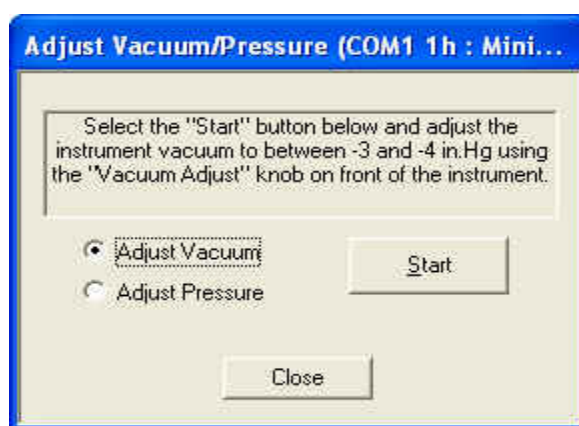 Adjust Vacuum/Pressure (COM1 1h : Mini...
Select the "Start" button below and adjust the
instrument vacuum to between -3 and -4 in.Hg using
the "Vacuum Adjust" knob on front of the instrument.
Adjust Vacuum
Start
Adjust Pressure
Close